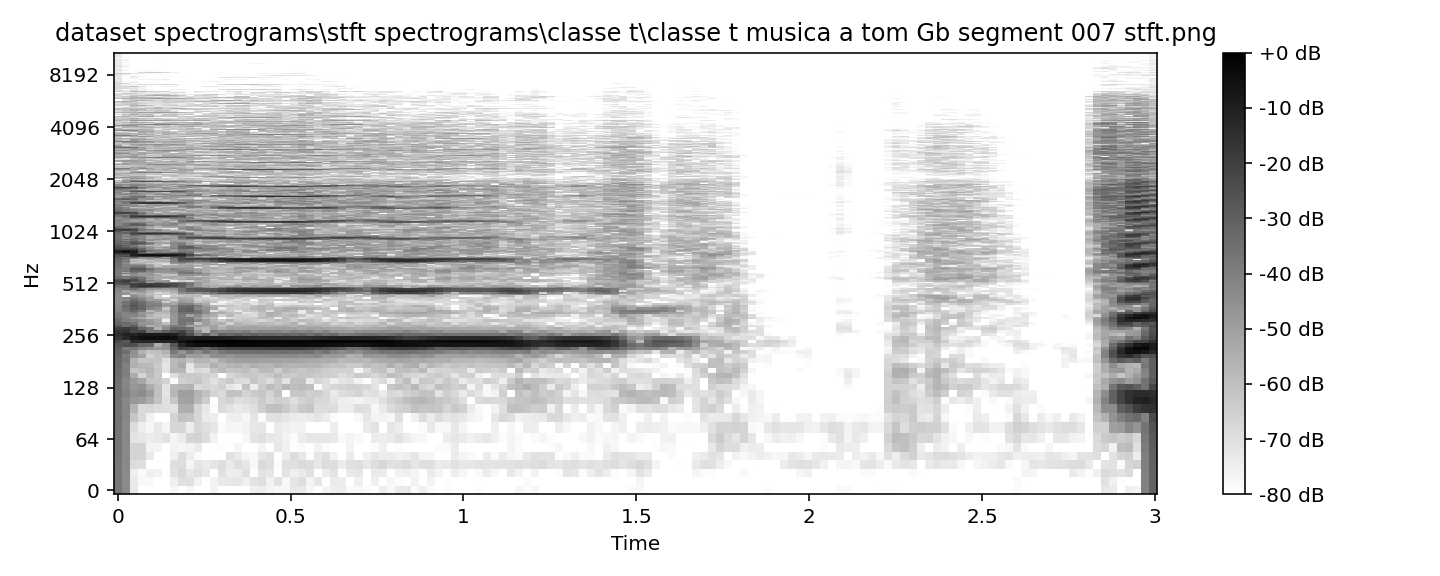 dataset spectrograms\stft spectrograms\classe t\classe t musica a tom Gb segment 007 stft.png
Hz
8192
4096
2048
1024
512
256
128
64
0
0
0.5
1
1.5
2
2.5
3
Time
+0 dB
-10 dB
-20 dB
-30 dB
-40 dB
-50 dB
-60 dB
-70 dB
-80 dB